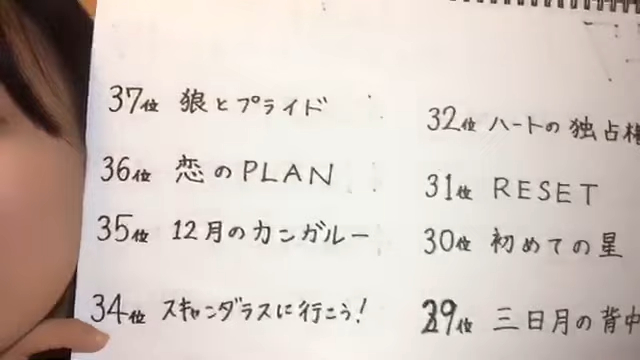 37位 狼とプライド
36位 恋のPLAN
35位 12月のカンガルー
34位 スキャンダラスに行こう!
32位 ハートの独占権
31位 RESET
30位 初めての星
29位 三日月の背中